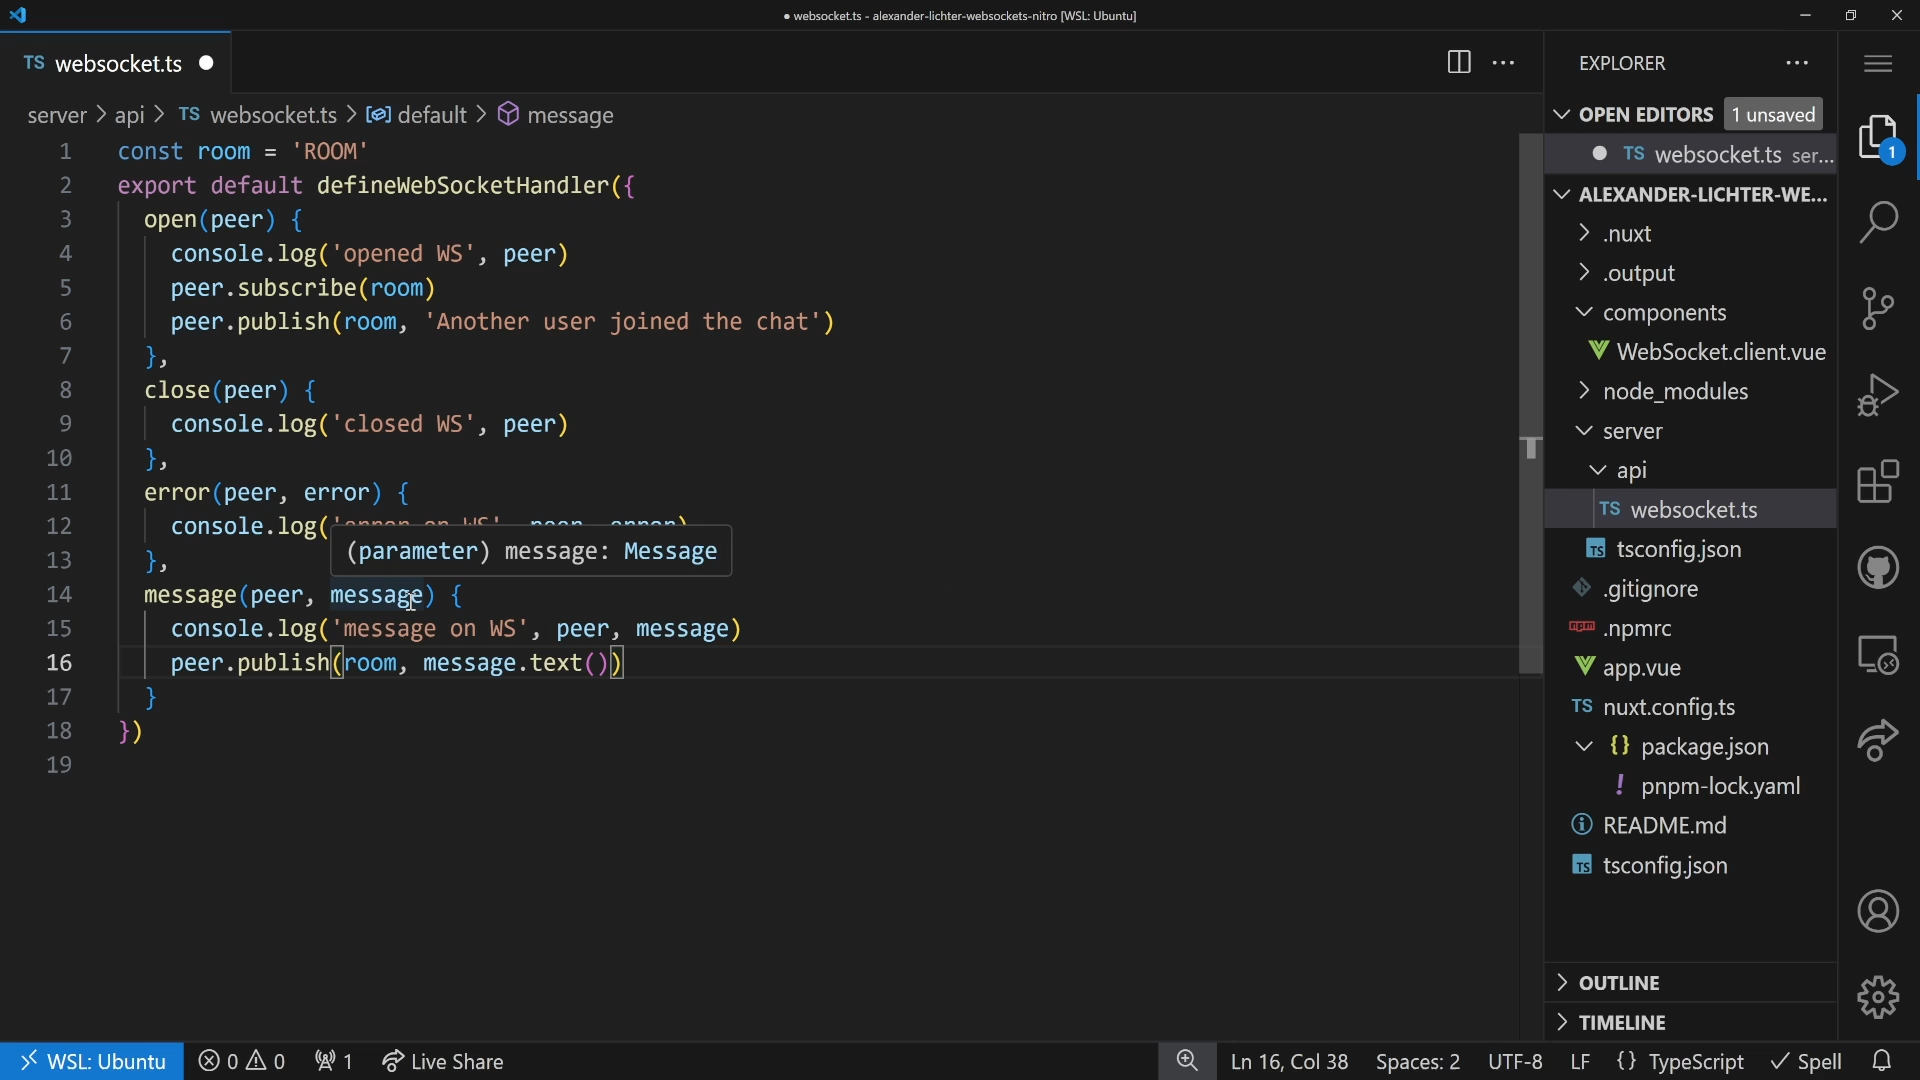 ● websocket.ts - alexander-lichter-websockets-nitro [WSL: Ubuntu]
TS websocket.ts
server > api > TS websocket.ts > default > message
1 const room = 'ROOM'
2 export default defineWebSocketHandler({
3 open(peer) {
4 console.log('opened WS', peer)
5 peer.subscribe(room)
6 peer.publish(room, 'Another user joined the chat')
7 },
8 close(peer) {
9 console.log('closed WS', peer)
10 },
11 error(peer, error) {
12 console.log('error on WS', peer, error)
(parameter) message: Message
13 },
14 message(peer, message) {
15 console.log('message on WS', peer, message)
16 peer.publish(room, message.text())
17 }
18 })
19
EXPLORER
OPEN EDITORS 1 unsaved
● TS websocket.ts ser...
ALEXANDER-LICHTER-WE...
.nuxt
.output
components
WebSocket.client.vue
node_modules
server
api
TS websocket.ts
TS tsconfig.json
.gitignore
.npmrc
app.vue
TS nuxt.config.ts
{} package.json
! pnpm-lock.yaml
README.md
TS tsconfig.json
OUTLINE
TIMELINE
1
WSL: Ubuntu 0 0 1 Live Share Ln 16, Col 38 Spaces: 2 UTF-8 LF {} TypeScript Spell